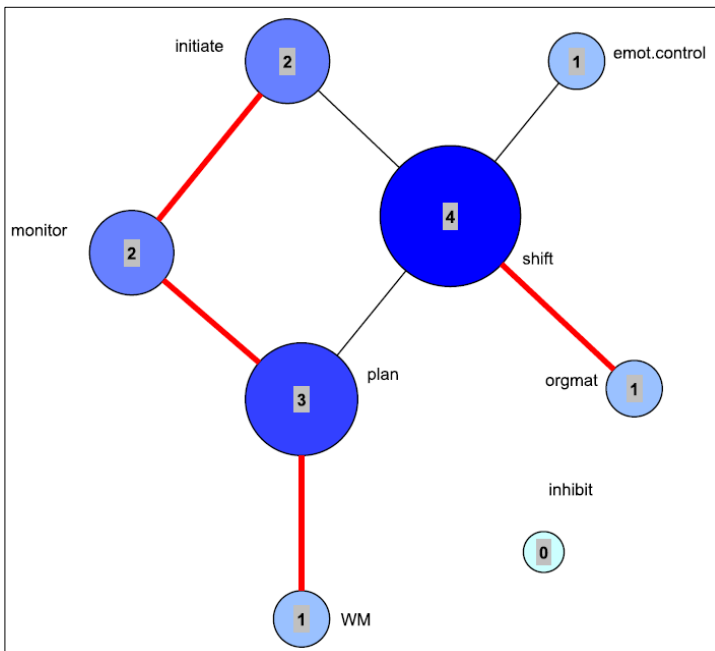 initiate
2
1
emot.control
4
monitor
2
shift
plan
3
orgmat
1
inhibit
0
1
WM